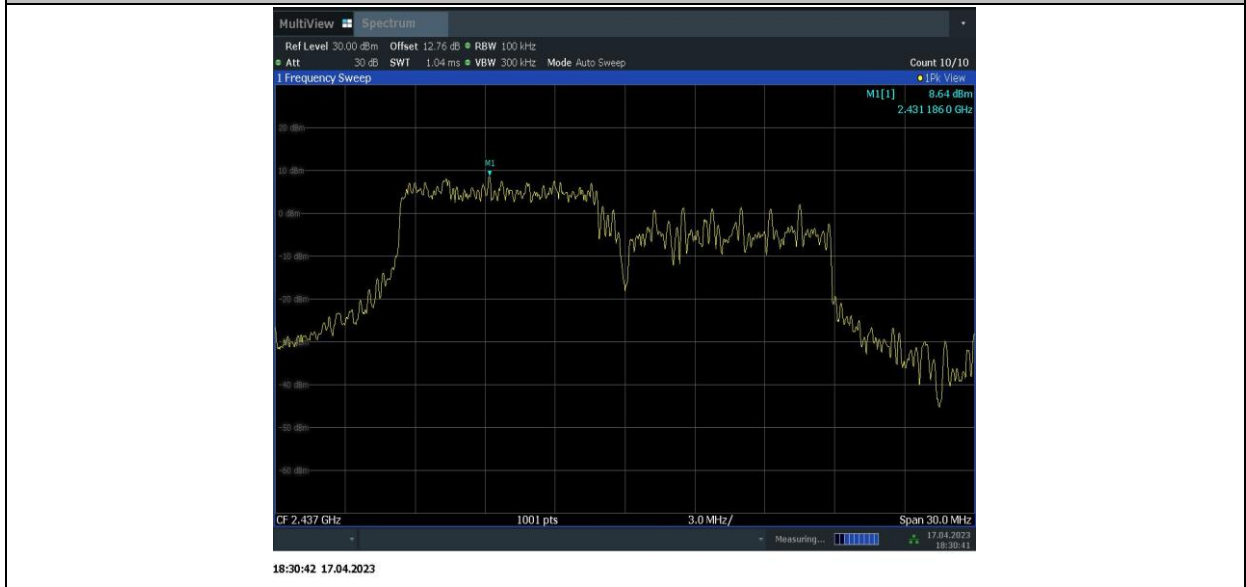 MultiView Spectrum
Ref Level 30.00 dBm Offset 12.76 dB RBW 100 kHz
Att 30 dB SWT 1.04 ms VBW 300 kHz Mode Auto Sweep Count 10/10
1 Frequency Sweep 1Pk View
M1[1] 8.64 dBm
2.431 186 0 GHz
20 dBm
M1
10 dBm
0 dBm
-10 dBm
-20 dBm
-40 dBm
-50 dBm
-60 dBm
CF 2.437 GHz 1001 pts 3.0 MHz/ Span 30.0 MHz
Measuring... 17.04.2023
18:30:41
18:30:42 17.04.2023